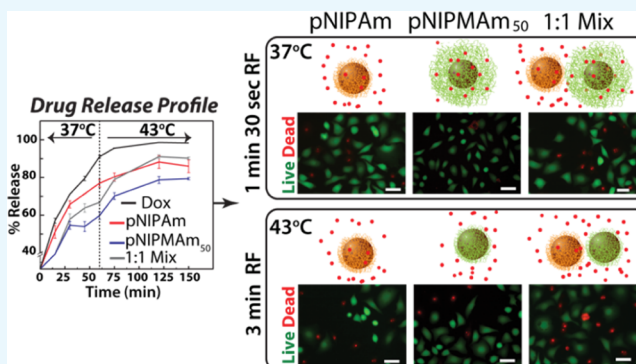 pNIPAm pNIPMAm50 1:1 Mix
37°C
1 min 30 sec RF
Live Dead
Drug Release Profile
37°C 43°C
% Release
100
80
60
40
Dox
pNIPAm
pNIPMAm50
1:1 Mix
0 25 50 75 100 125 150
Time (min)
43°C
3 min RF
Live Dead